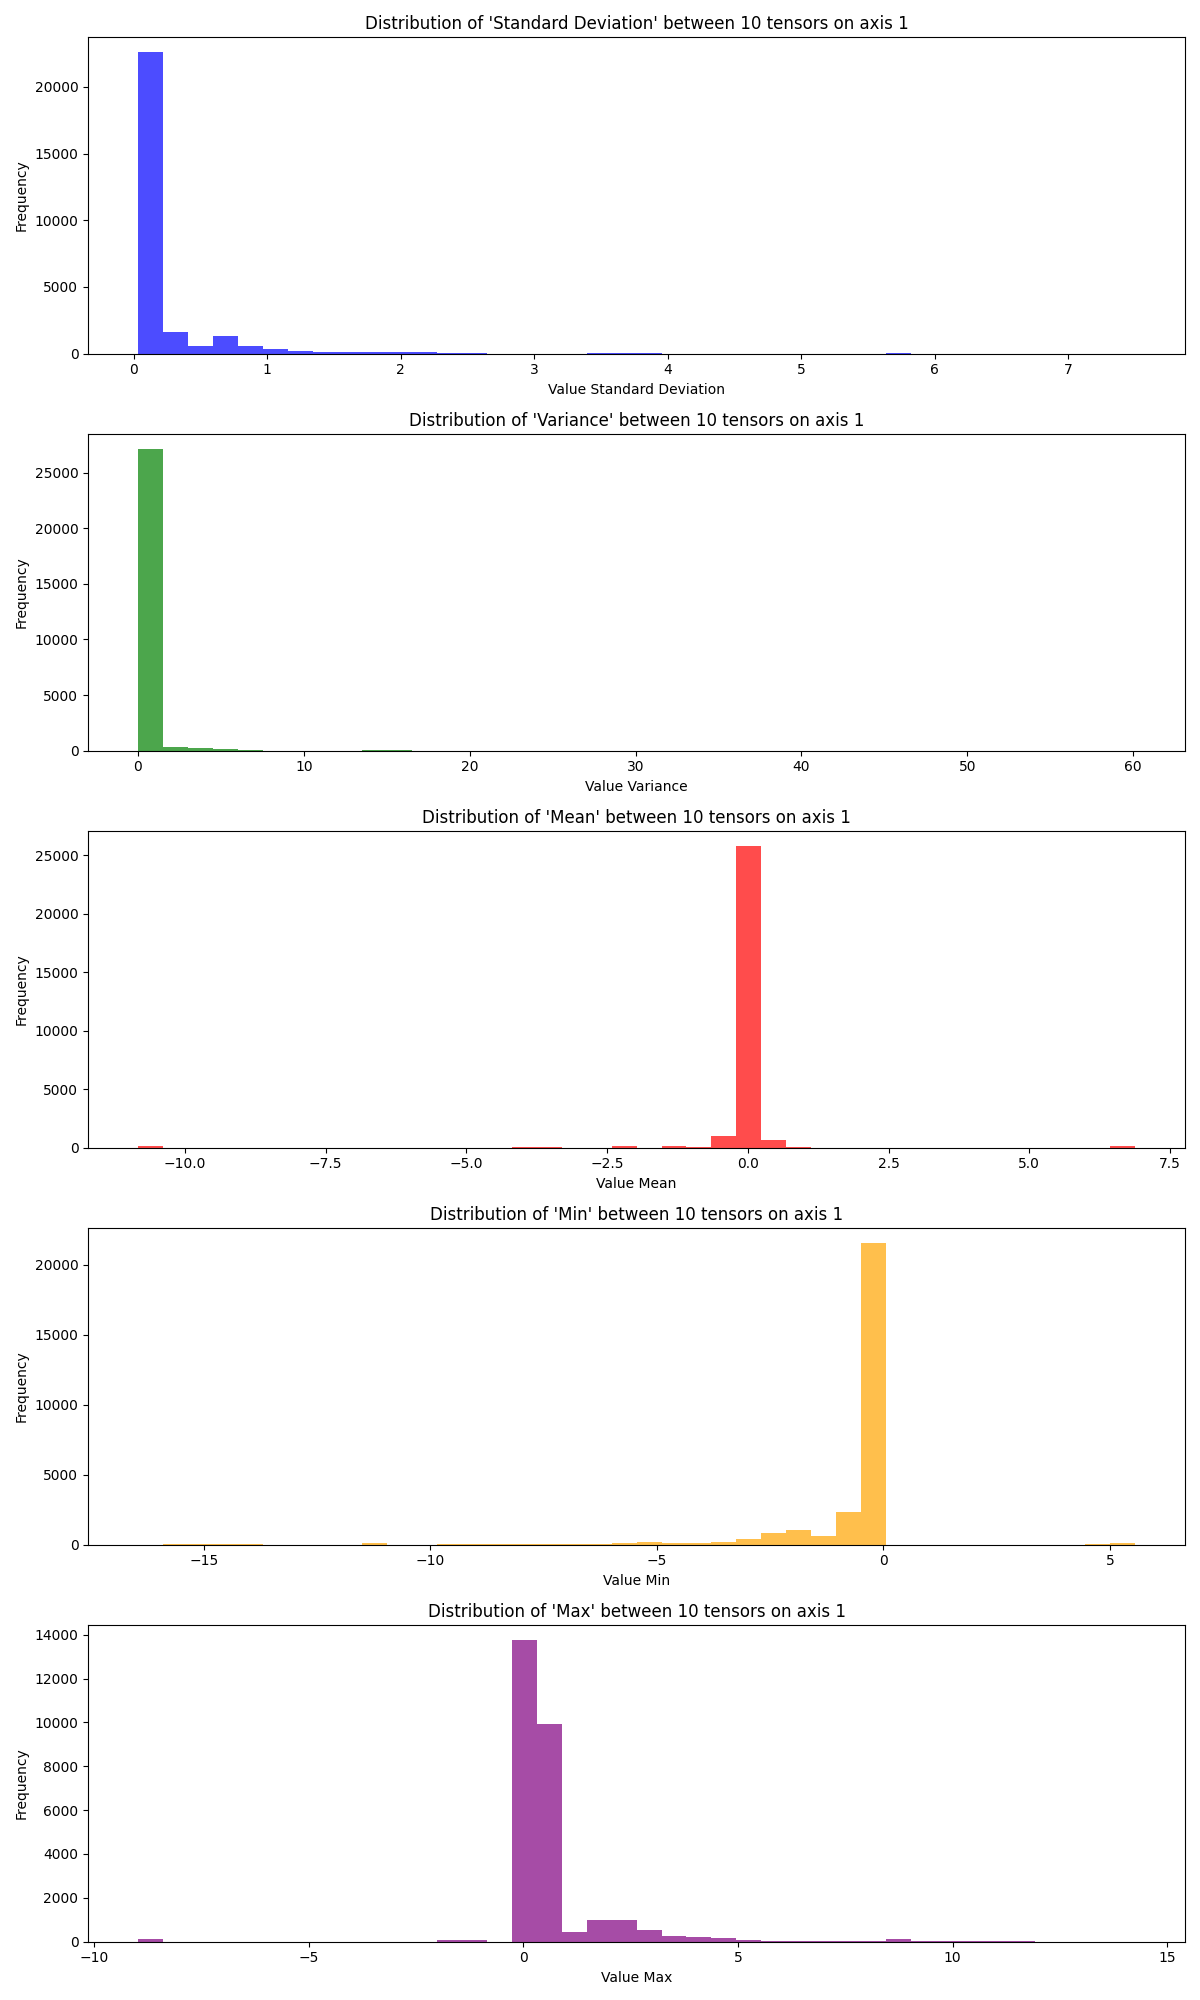 Distribution of 'Standard Deviation' between 10 tensors on axis 1
20000
15000
10000
5000
0
Frequency
0 1 2 3 4 5 6 7
Value Standard Deviation
Distribution of 'Variance' between 10 tensors on axis 1
25000
20000
15000
10000
5000
0
Frequency
0 10 20 30 40 50 60
Value Variance
Distribution of 'Mean' between 10 tensors on axis 1
25000
20000
15000
10000
5000
0
Frequency
−10.0 −7.5 −5.0 −2.5 0.0 2.5 5.0 7.5
Value Mean
Distribution of 'Min' between 10 tensors on axis 1
20000
15000
10000
5000
0
Frequency
−15 −10 −5 0 5
Value Min
Distribution of 'Max' between 10 tensors on axis 1
14000
12000
10000
8000
6000
4000
2000
0
Frequency
−10 −5 0 5 10 15
Value Max